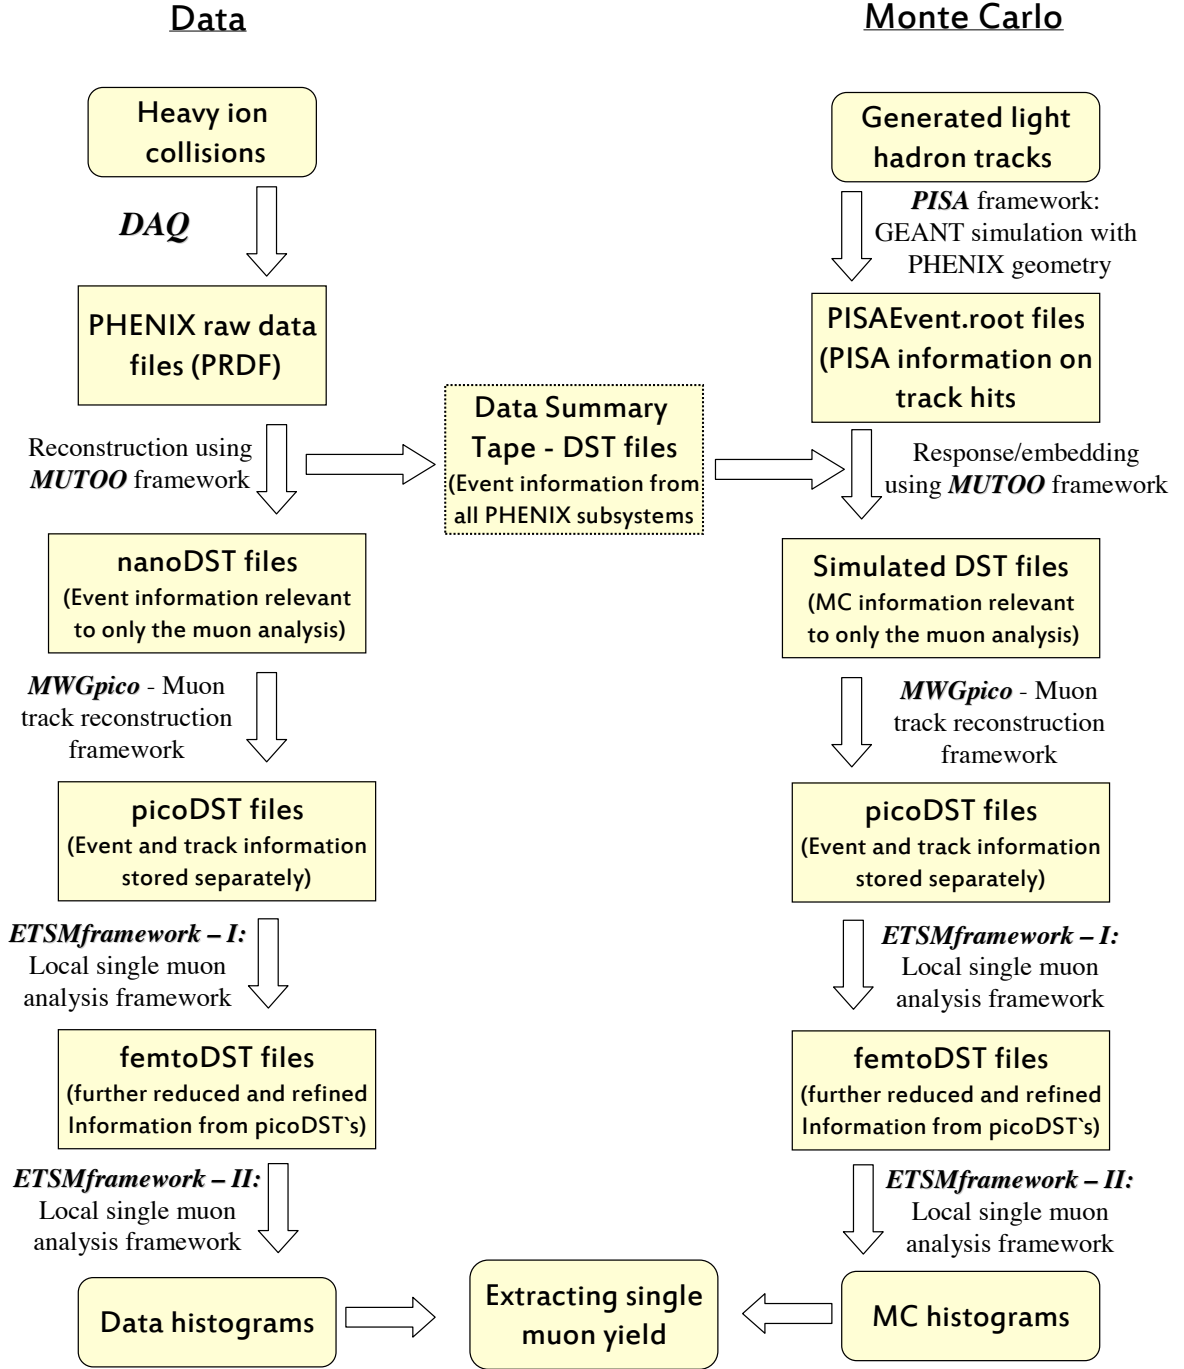 Data
Monte Carlo
Heavy ion
collisions
Generated light
hadron tracks
DAQ
PISA framework:
GEANT simulation with
PHENIX geometry
PHENIX raw data
files (PRDF)
PISAEvent.root files
(PISA information on
track hits
Data Summary
Tape - DST files
(Event information from
all PHENIX subsystems
Reconstruction using
MUTOO framework
Response/embedding
using MUTOO framework
nanoDST files
(Event information relevant
to only the muon analysis)
Simulated DST files
(MC information relevant
to only the muon analysis)
MWGpico - Muon
track reconstruction
framework
MWGpico - Muon
track reconstruction
framework
picoDST files
(Event and track information
stored separately)
picoDST files
(Event and track information
stored separately)
ETSMframework – I:
Local single muon
analysis framework
ETSMframework – I:
Local single muon
analysis framework
femtoDST files
(further reduced and refined
Information from picoDST`s)
femtoDST files
(further reduced and refined
Information from picoDST`s)
ETSMframework – II:
Local single muon
analysis framework
ETSMframework – II:
Local single muon
analysis framework
Data histograms
Extracting single
muon yield
MC histograms